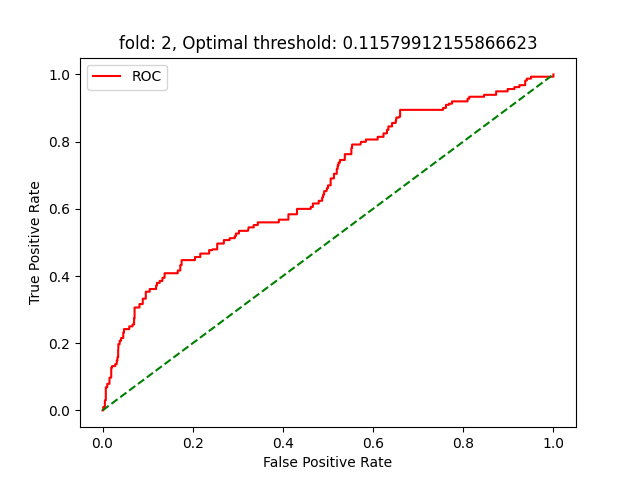 fold: 2, Optimal threshold: 0.11579912155866623
ROC
True Positive Rate
1.0
0.8
0.6
0.4
0.2
0.0
0.0 0.2 0.4 0.6 0.8 1.0
False Positive Rate